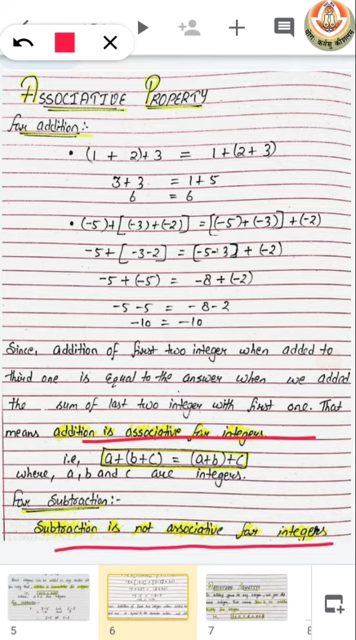 ASSOCIATIVE PROPERTY
For addition:-
• (1 + 2)+3 = 1+(2+3)
3+3 = 1+5
6 = 6
• (-5)+[(-3)+(-2)] = [(-5)+(-3)]+(-2)
-5+[-3-2] = [-5-3]+(-2)
-5+(-5) = -8+(-2)
-5-5 = -8-2
-10 = -10
Since, addition of first two integer when added to
third one is equal to the answer when we added
the sum of last two integer with first one. That
means addition is associative for integers.
i.e, a+(b+c) = (a+b)+c
where, a, b and c are integers.
For Subtraction:-
Subtraction is not associative for integers
5
6
7
8